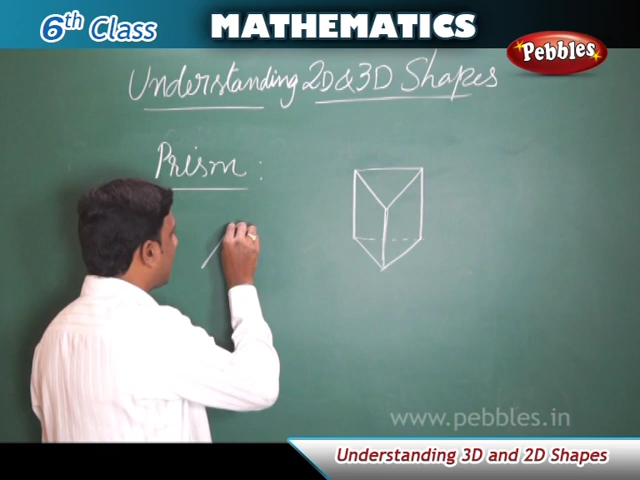 6th Class MATHEMATICS
Pebbles
Understanding 2D & 3D Shapes
Prism :
www.pebbles.in
Understanding 3D and 2D Shapes